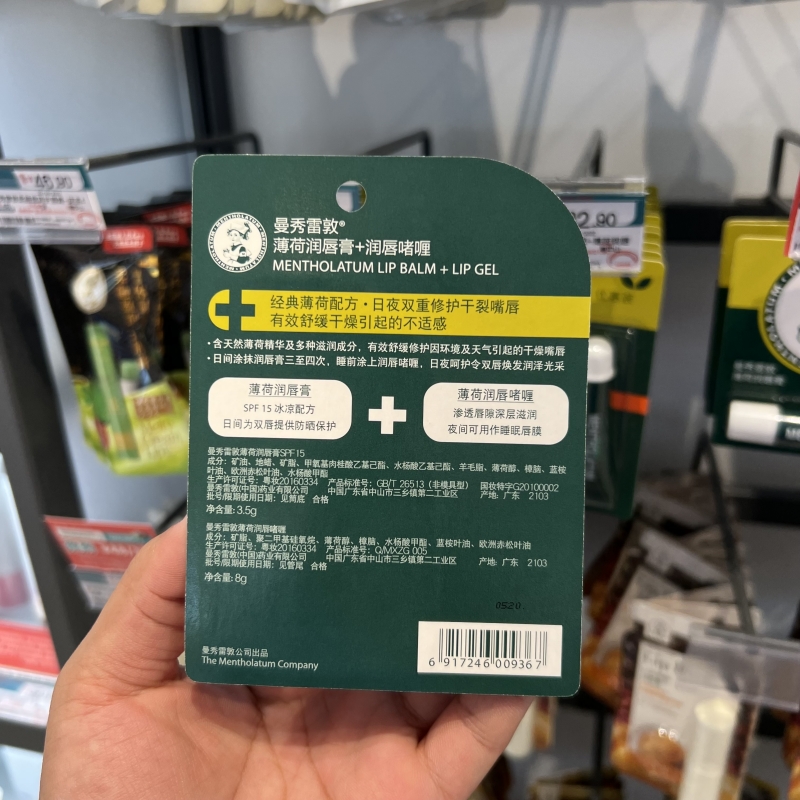 曼秀雷敦®
薄荷润唇膏+润唇啫喱
MENTHOLATUM LIP BALM + LIP GEL
经典薄荷配方·日夜双重修护干裂嘴唇
有效舒缓干燥引起的不适感
·含天然薄荷精华及多种滋润成分，有效舒缓修护因环境及天气引起的干燥嘴唇
·日间涂抹润唇膏三至四次，睡前涂上润唇啫喱，日夜呵护令双唇焕发润泽光采
薄荷润唇膏
SPF 15 冰凉配方
日间为双唇提供防晒保护
薄荷润唇啫喱
渗透唇隙深层滋润
夜间可用作睡眠唇膜
曼秀雷敦薄荷润唇膏SPF15
成分：矿油、地蜡、矿脂、甲氧基肉桂酸乙基己酯、水杨酸乙基己酯、羊毛脂、薄荷醇、樟脑、蓝桉
叶油、欧洲赤松叶油、水杨酸甲酯
生产许可证号：粤妆20160334 产品标准号：GB/T 26513（非模具型） 国妆特字G20100002
曼秀雷敦(中国)药业有限公司 中国广东省中山市三乡镇第二工业区 产地：广东 2103
批号/限期使用日期：见筒底 合格
净含量：3.5g
曼秀雷敦薄荷润唇啫喱
成分：矿脂、聚二甲基硅氧烷、薄荷醇、樟脑、水杨酸甲酯、蓝桉叶油、欧洲赤松叶油
生产许可证号：粤妆20160334 产品标准号：Q/MXZG 005
曼秀雷敦(中国)药业有限公司 中国广东省中山市三乡镇第二工业区 产地：广东 2103
批号/限期使用日期：见管尾 合格
净含量：8g
0520
曼秀雷敦公司出品
The Mentholatum Company
6 917246 009367